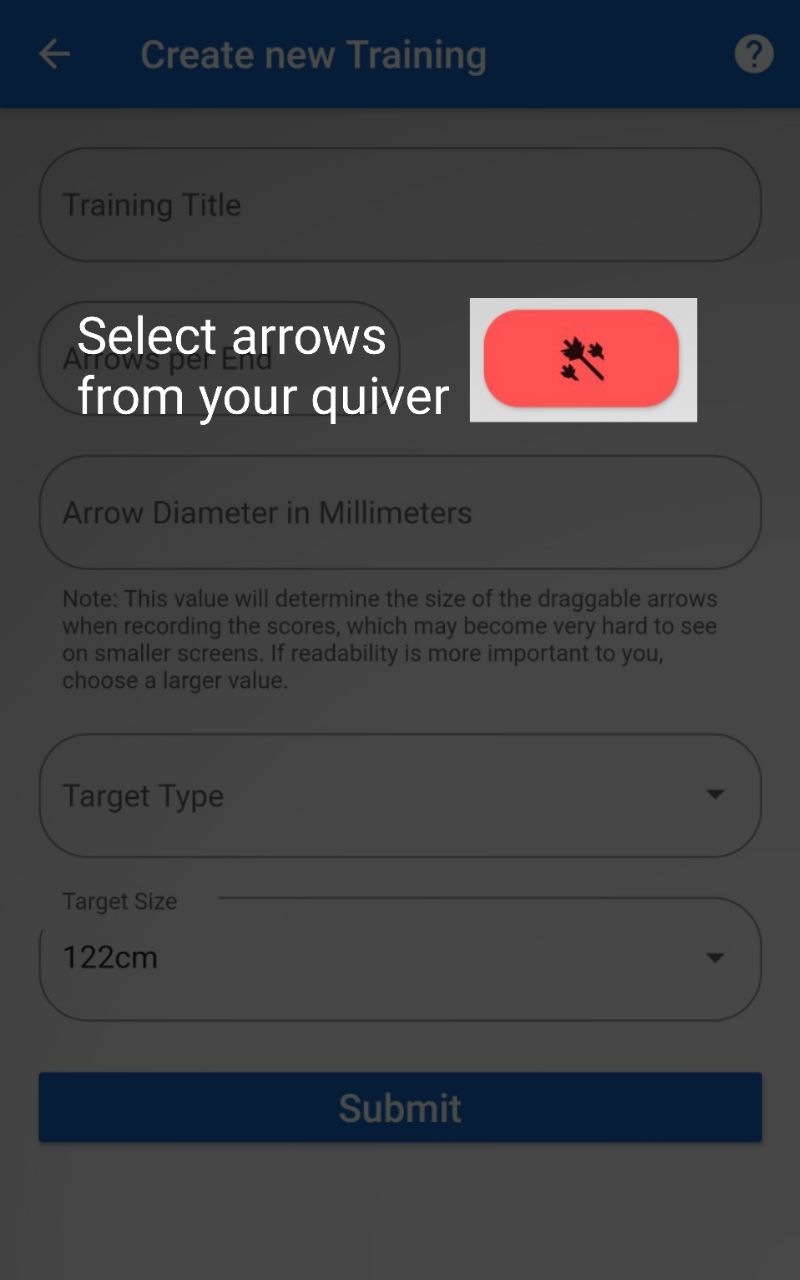 Create new Training
Training Title
Arrows per End
Select arrows
from your quiver
Arrow Diameter in Millimeters
Note: This value will determine the size of the draggable arrows
when recording the scores, which may become very hard to see
on smaller screens. If readability is more important to you,
choose a larger value.
Target Type
Target Size
122cm
Submit